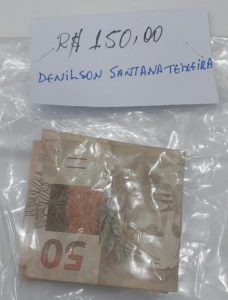 R$ 150,00
DENILSON SANTANA TEIXEIRA
50